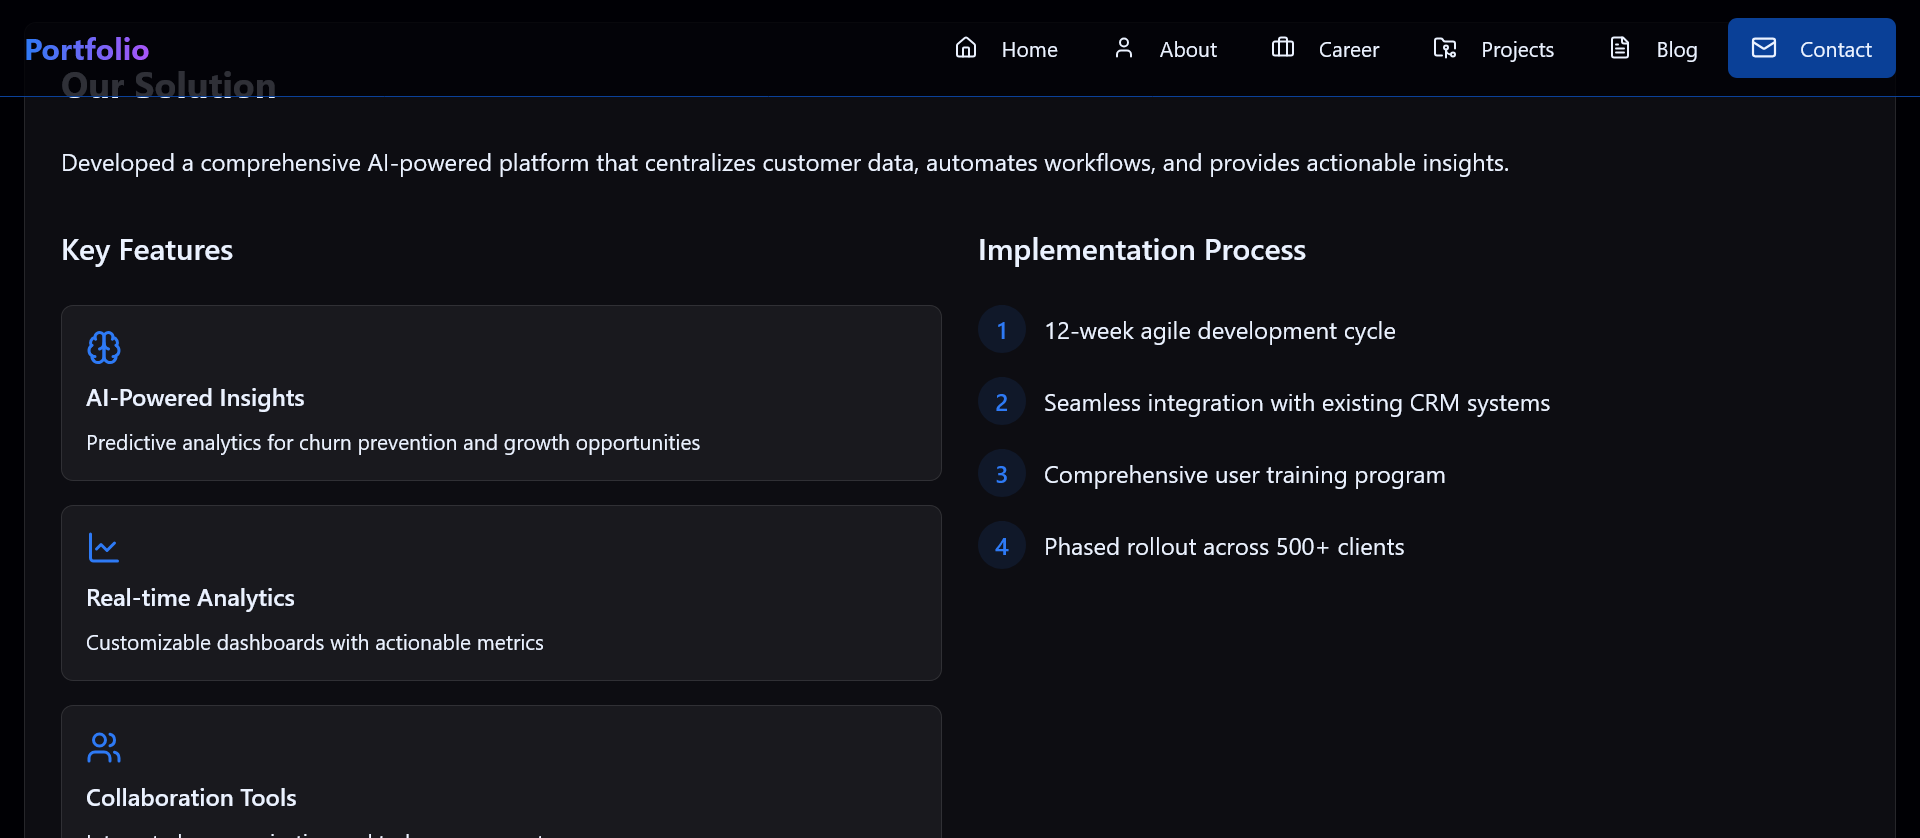 Portfolio
Home
About
Career
Projects
Blog
Contact
Our Solution
Developed a comprehensive AI-powered platform that centralizes customer data, automates workflows, and provides actionable insights.
Key Features
AI-Powered Insights
Predictive analytics for churn prevention and growth opportunities
Real-time Analytics
Customizable dashboards with actionable metrics
Collaboration Tools
Implementation Process
1 12-week agile development cycle
2 Seamless integration with existing CRM systems
3 Comprehensive user training program
4 Phased rollout across 500+ clients